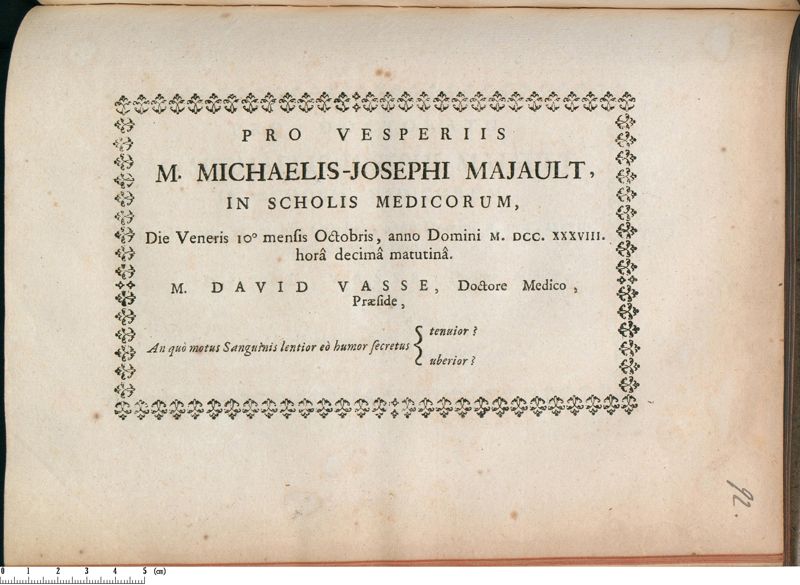 PRO VESPERIIS
M. MICHAELIS-JOSEPHI MAJAULT,
IN SCHOLIS MEDICORUM,
Die Veneris 10º mensis Octobris, anno Domini M. DCC. XXXVIII.
horâ decimâ matutinâ.
M. DAVID VASSE, Doctore Medico,
Præside,
An quò motus Sanguinis lentior eò humor secretus { tenuior?
uberior?
92.
0 1 2 3 4 5 (cm)